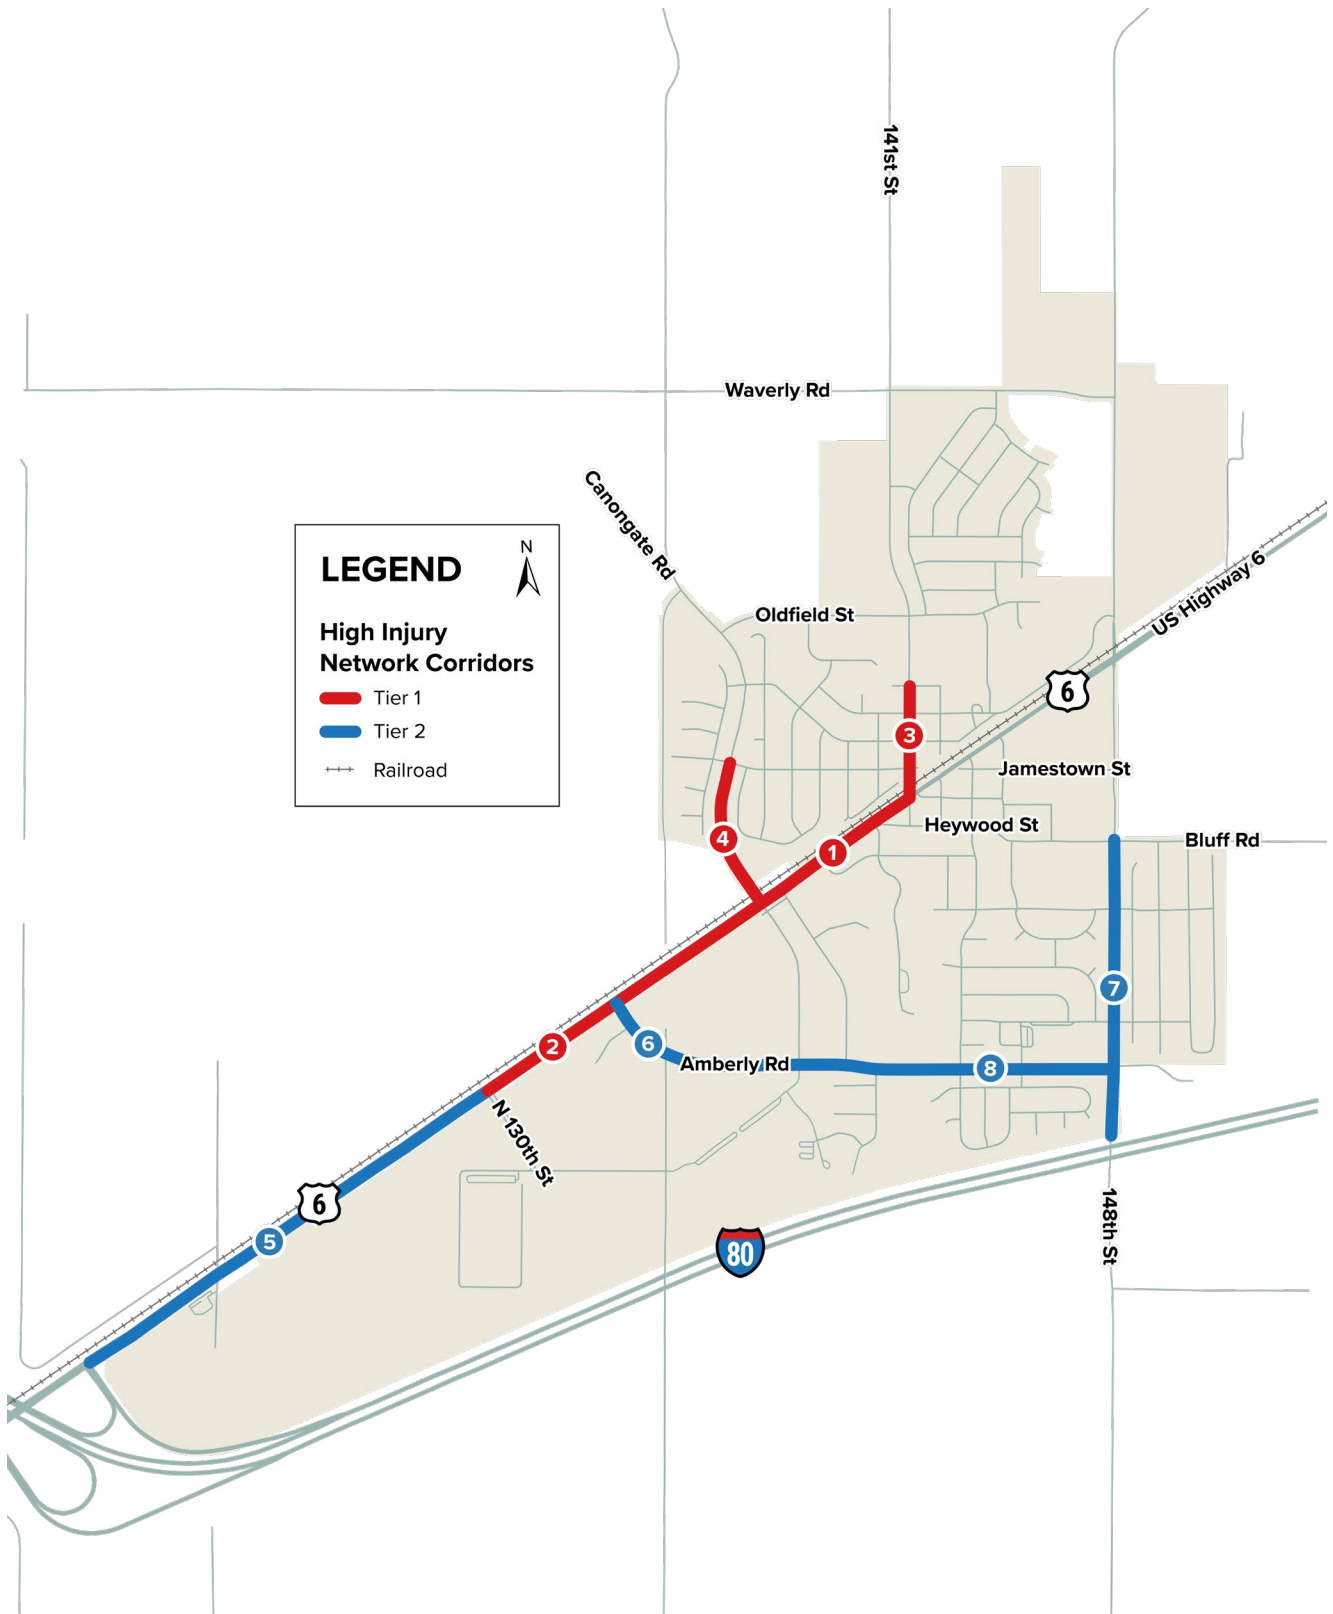 141st St
Waverly Rd
Canongate Rd
LEGEND
N
High Injury
Network Corridors
Tier 1
Tier 2
Railroad
Oldfield St
US Highway 6
6
3
Jamestown St
Heywood St
4
1
Bluff Rd
7
2
6
Amberly Rd
8
N 130th St
6
5
148th St
80